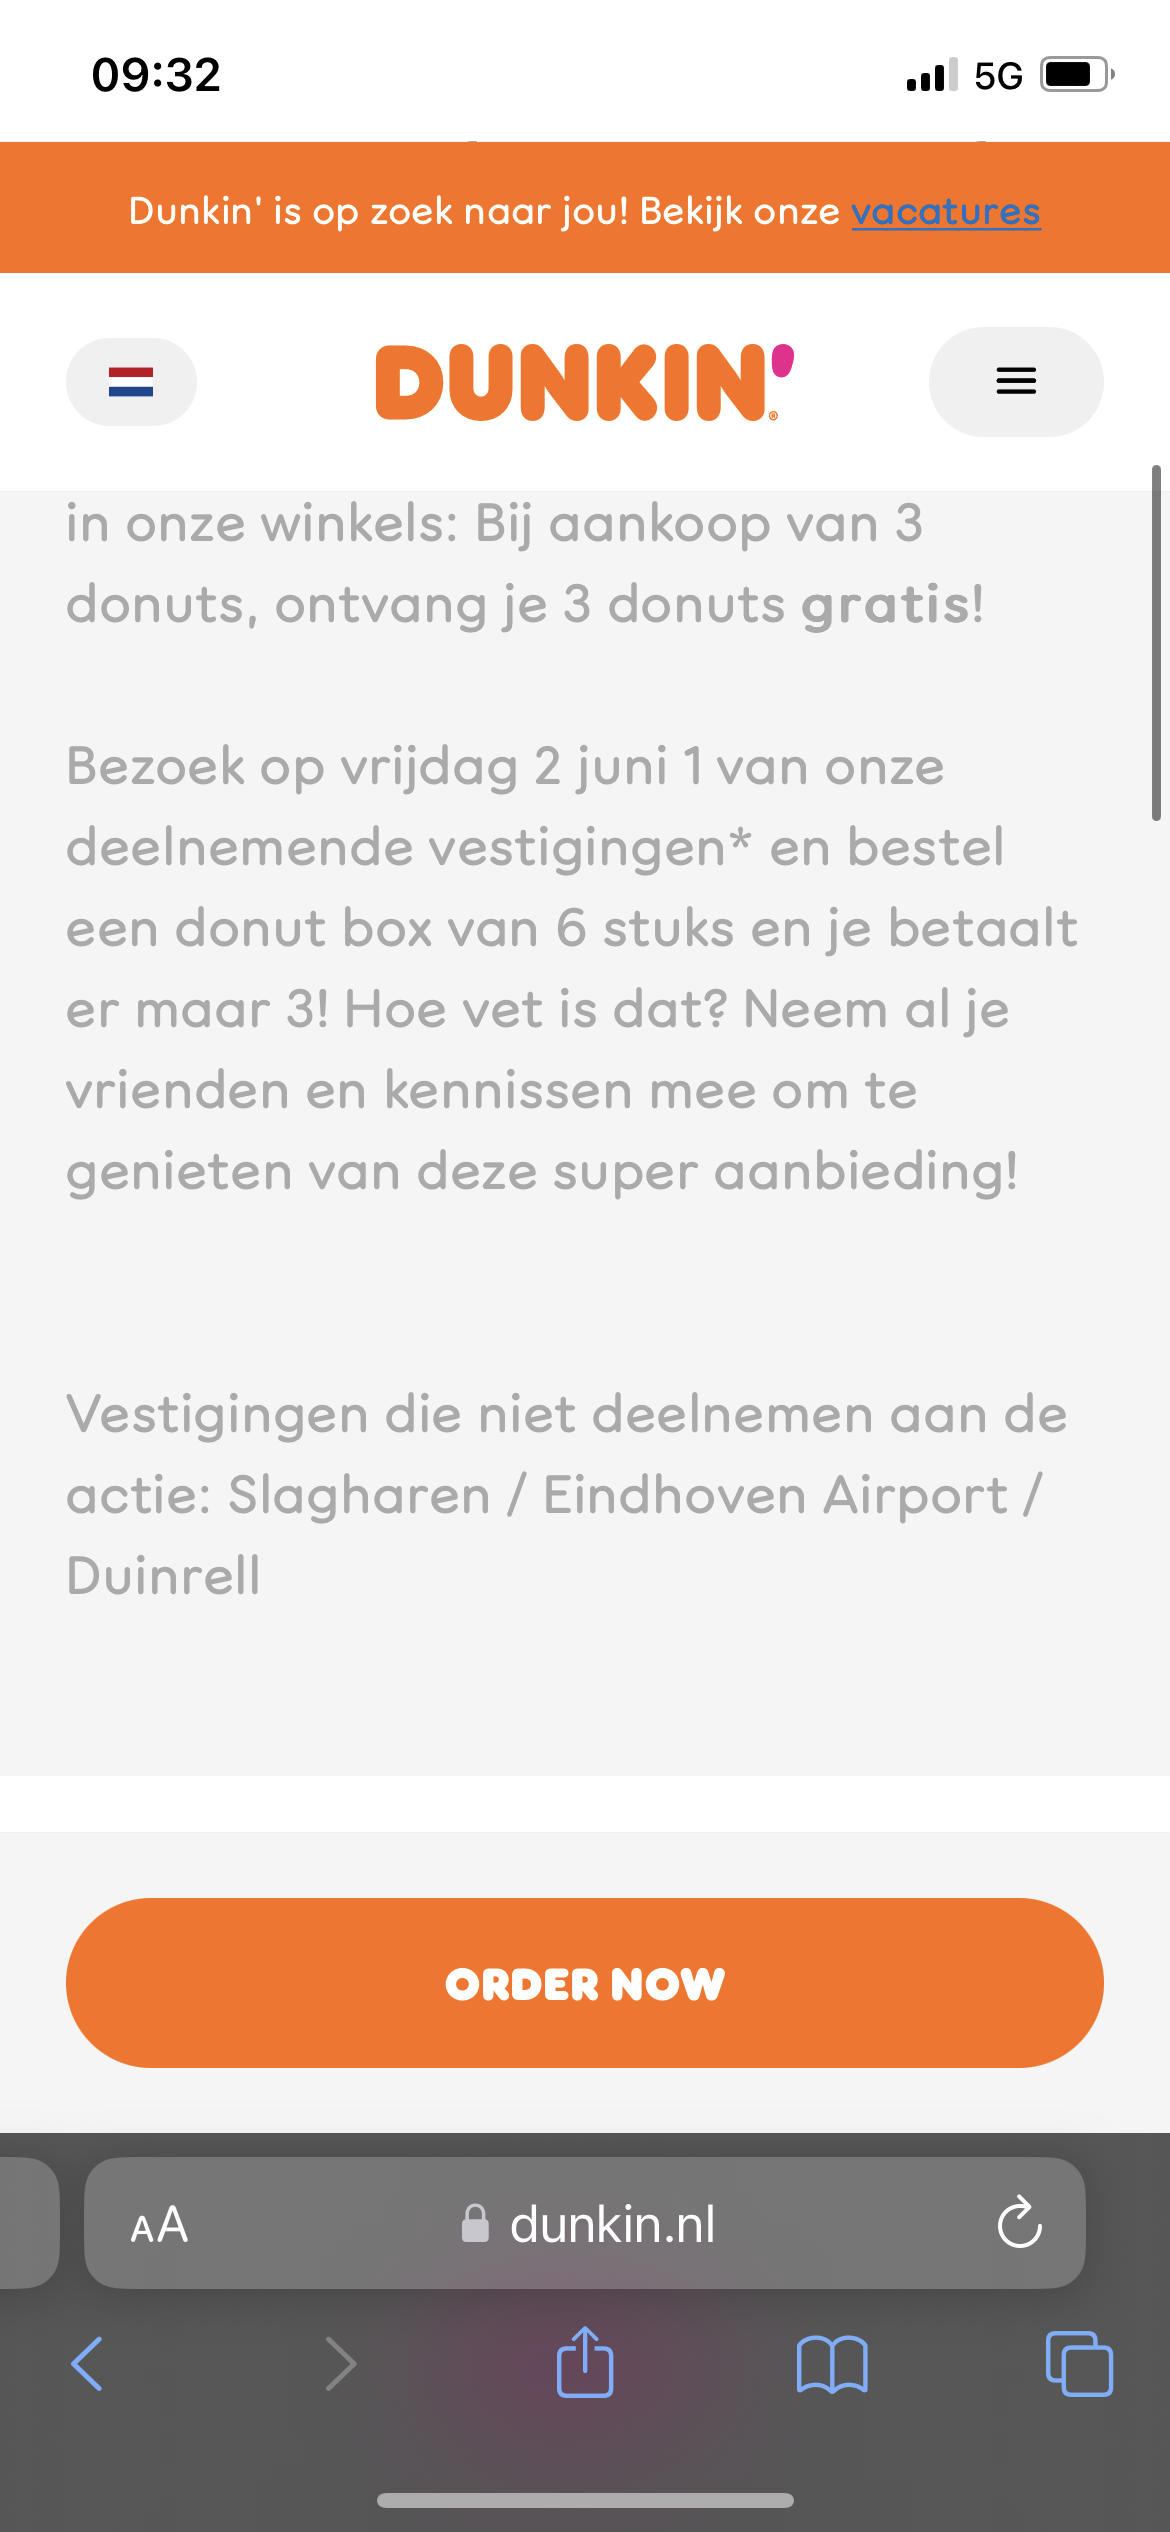 09:32
5G
Dunkin' is op zoek naar jou! Bekijk onze vacatures
DUNKIN'
in onze winkels: Bij aankoop van 3
donuts, ontvang je 3 donuts gratis!
Bezoek op vrijdag 2 juni 1 van onze
deelnemende vestigingen* en bestel
een donut box van 6 stuks en je betaalt
er maar 3! Hoe vet is dat? Neem al je
vrienden en kennissen mee om te
genieten van deze super aanbieding!
Vestigingen die niet deelnemen aan de
actie: Slagharen / Eindhoven Airport /
Duinrell
ORDER NOW
AA
dunkin.nl